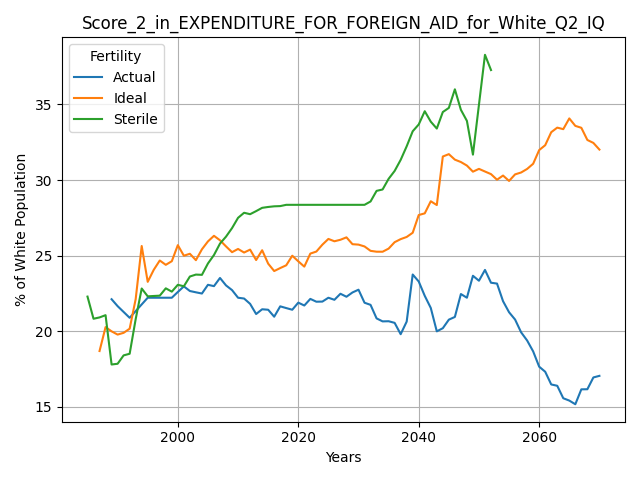 Score_2_in_EXPENDITURE_FOR_FOREIGN_AID_for_White_Q2_IQ
Fertility
Actual
Ideal
Sterile
% of White Population
35
30
25
20
15
2000 2020 2040 2060
Years